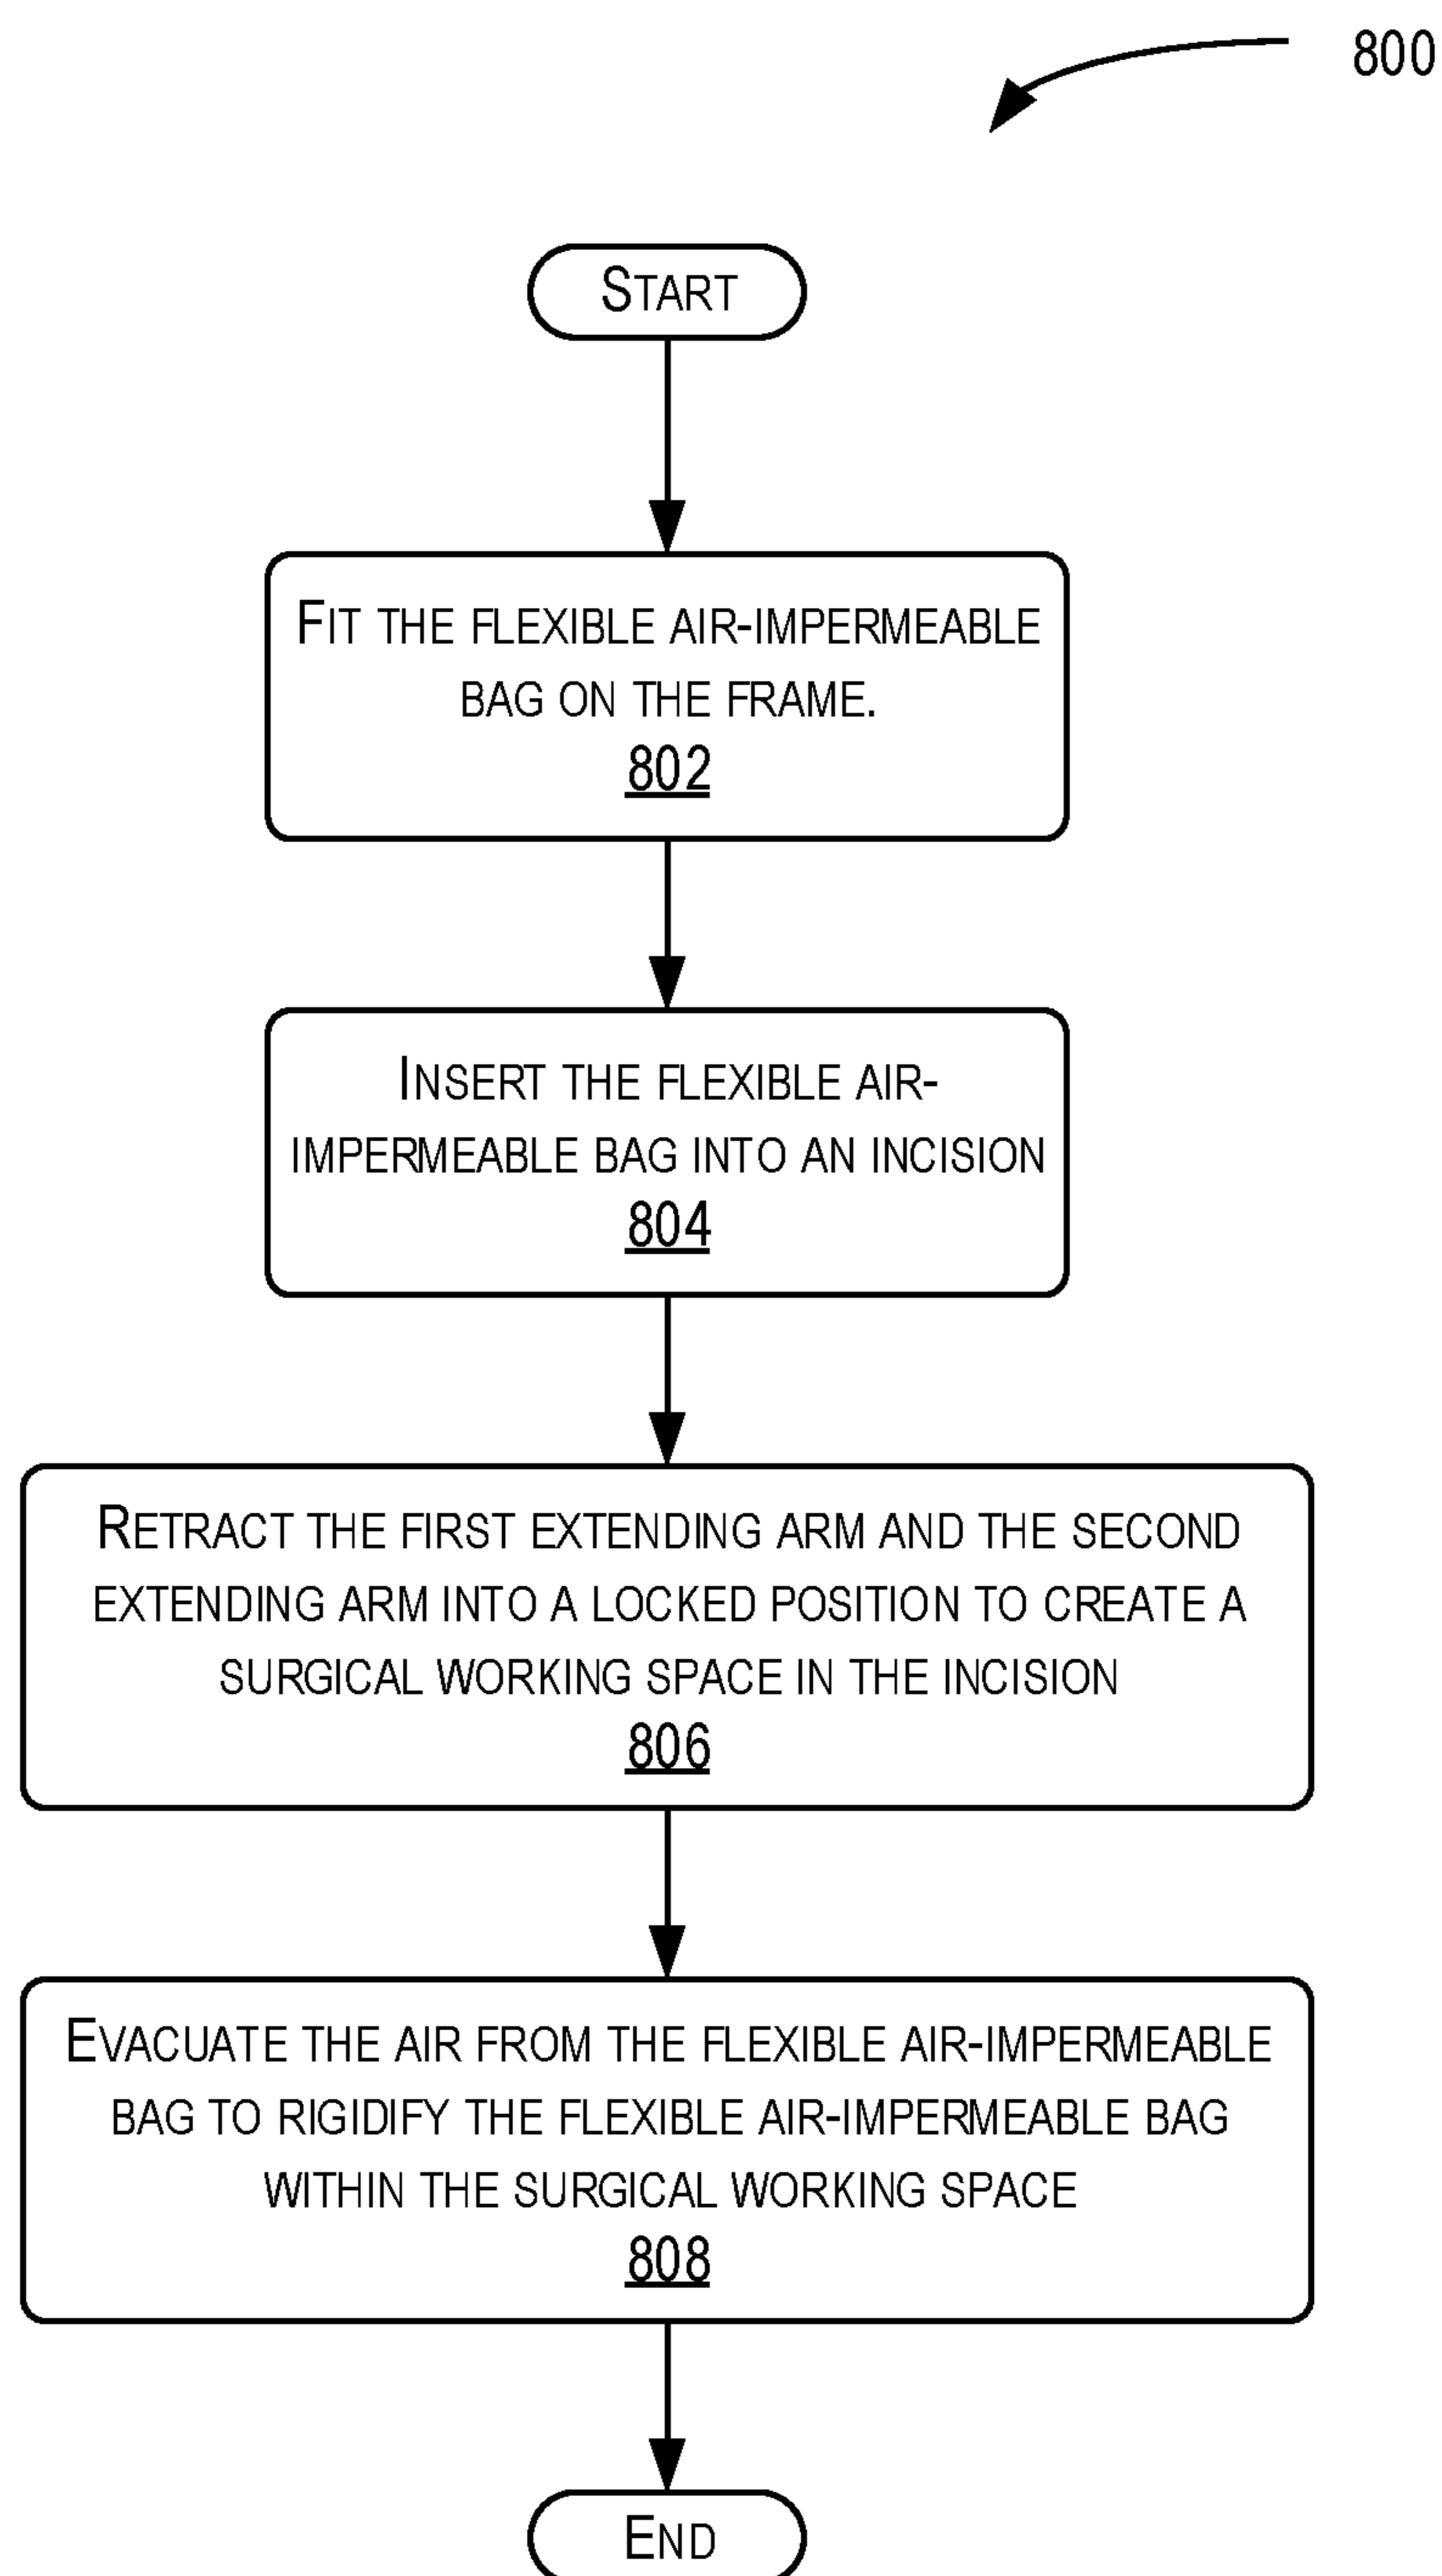 800
START
FIT THE FLEXIBLE AIR-IMPERMEABLE
BAG ON THE FRAME.
802
INSERT THE FLEXIBLE AIR-
IMPERMEABLE BAG INTO AN INCISION
804
RETRACT THE FIRST EXTENDING ARM AND THE SECOND
EXTENDING ARM INTO A LOCKED POSITION TO CREATE A
SURGICAL WORKING SPACE IN THE INCISION
806
EVACUATE THE AIR FROM THE FLEXIBLE AIR-IMPERMEABLE
BAG TO RIGIDIFY THE FLEXIBLE AIR-IMPERMEABLE BAG
WITHIN THE SURGICAL WORKING SPACE
808
END